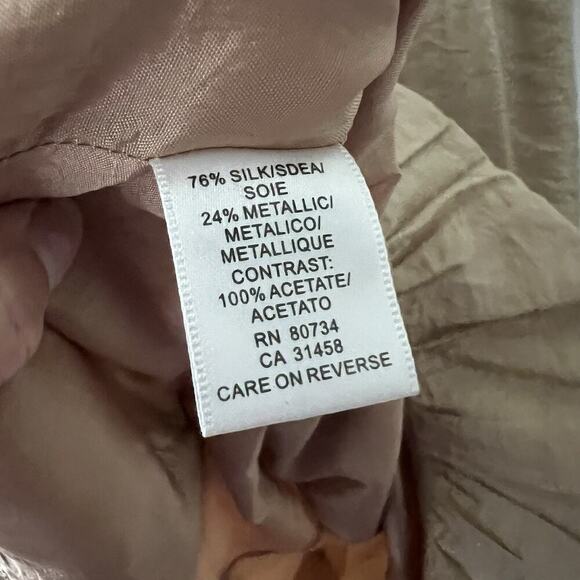 76% SILK/SDEA/
SOIE
24% METALLIC/
METALICO/
METALLIQUE
CONTRAST:
100% ACETATE/
ACETATO
RN 80734
CA 31458
CARE ON REVERSE